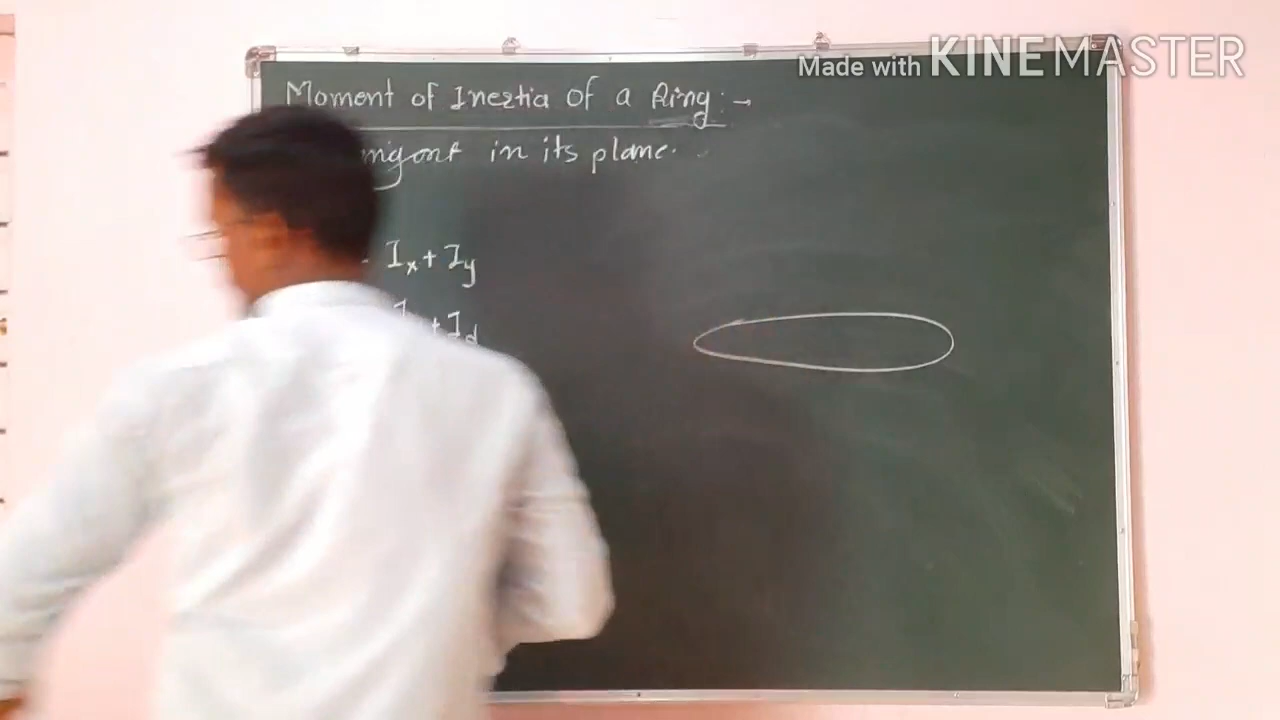 Made with KINEMASTER
Moment of Inertia of a Ring :-
in its plane.
Ix + Iy
+ Id